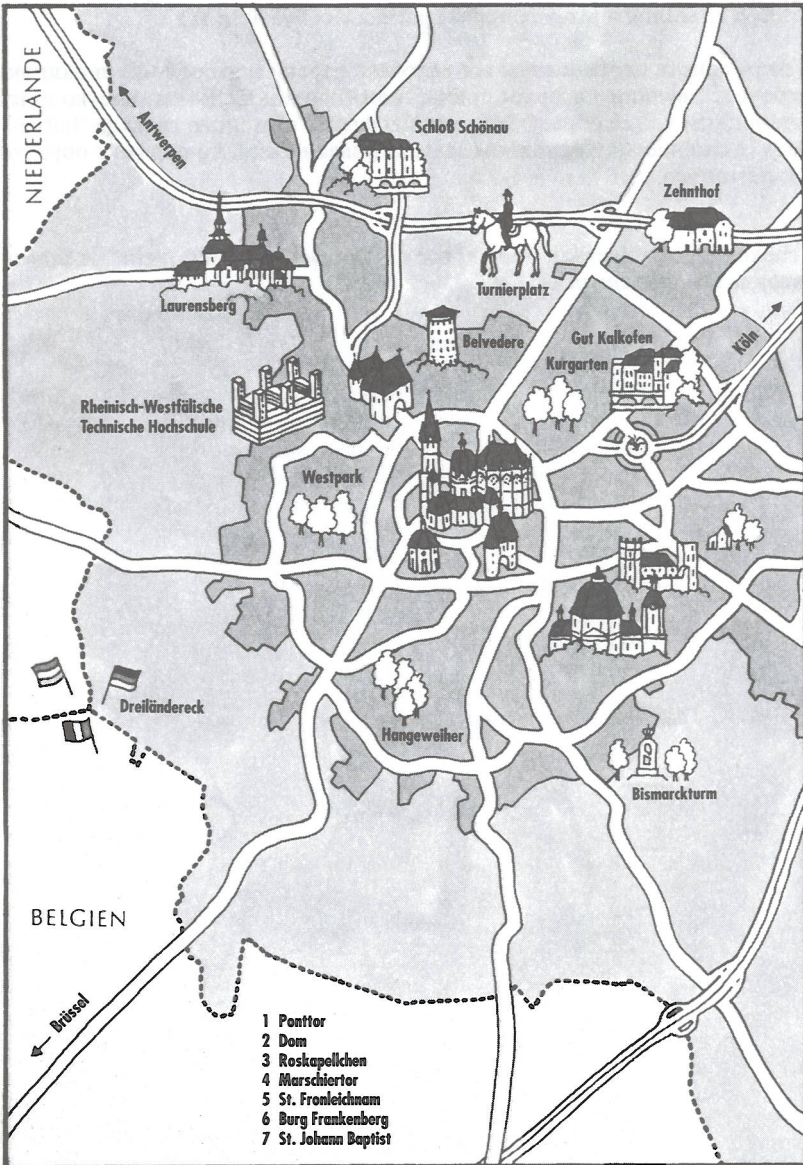 NIEDERLANDE
Antwerpen
Schloß Schönau
Zehnthof
Laurensberg
Turnierplatz
Belvedere
Gut Kalkofen
Kurgarten
Köln
Rheinisch-Westfälische
Technische Hochschule
Westpark
Dreiländereck
Hangeweiher
Bismarckturm
BELGIEN
Brüssel
1 Ponttor
2 Dom
3 Roskapellchen
4 Marschiertor
5 St. Fronleichnam
6 Burg Frankenberg
7 St. Johann Baptist